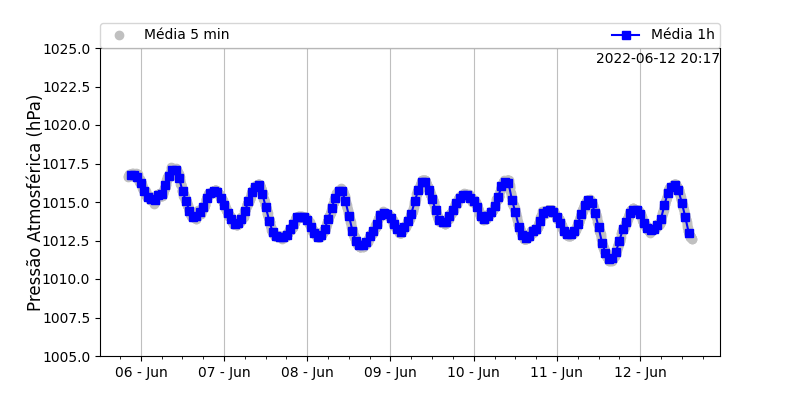 Média 5 min
Média 1h
2022-06-12 20:17
Pressão Atmosférica (hPa)
1025.0
1022.5
1020.0
1017.5
1015.0
1012.5
1010.0
1007.5
1005.0
06 - Jun
07 - Jun
08 - Jun
09 - Jun
10 - Jun
11 - Jun
12 - Jun